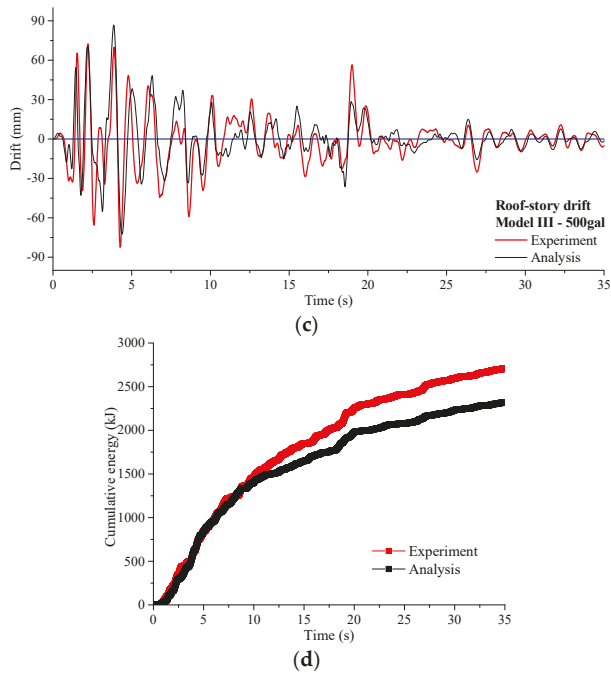 90
60
30
0
-30
-60
-90
Drift (mm)
Roof-story drift
Model III - 500gal
Experiment
Analysis
0 5 10 15 20 25 30 35
Time (s)
(c)
3000
2500
2000
1500
1000
500
0
Cumulative energy (kJ)
Experiment
Analysis
0 5 10 15 20 25 30 35
Time (s)
(d)